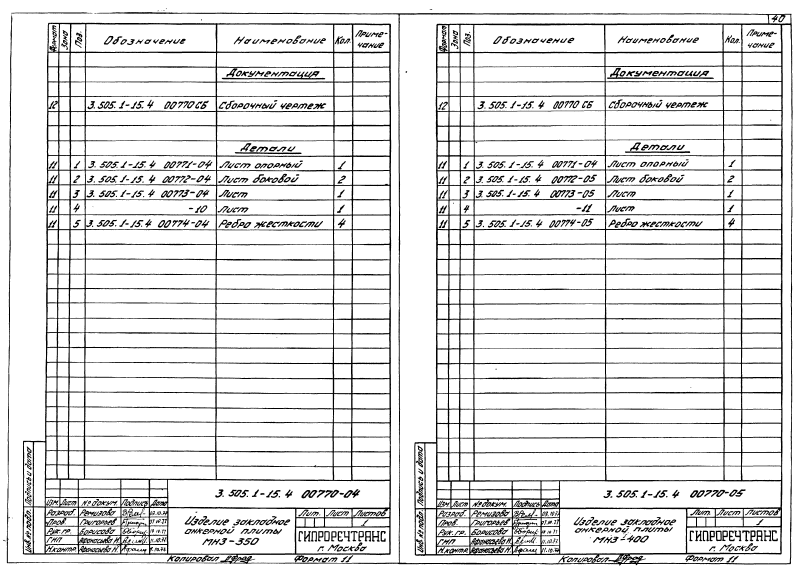 40
Формат Зона Поз. Обозначение Наименование Кол. Приме-
чание
Документация
12 3.505.1-15.4 00770 СБ Сборочный чертеж
Детали
11 1 3.505.1-15.4 00771-04 Лист опорный 1
11 2 3.505.1-15.4 00772-04 Лист боковой 2
11 3 3.505.1-15.4 00773-04 Лист 1
11 4 -10 Лист 1
11 5 3.505.1-15.4 00774-04 Ребро жесткости 4
Инв.№ подл. Подпись и дата
3.505.1-15.4 00770-04
Изм Лист № докум. Подпись Дата
Разраб. Ремизова
Пров. Григорьев
Рук. гр. Борисова
ГИП Афанасьев Н.
Н.контр. Афанасьев Н.
Изделие закладное
анкерной плиты
МН3-350
Лит. Лист Листов
1
ГИПРОРЕЧТРАНС
г. Москва
Копировал Формат 11
Формат Зона Поз. Обозначение Наименование Кол. Приме-
чание
Документация
12 3.505.1-15.4 00770 СБ Сборочный чертеж
Детали
11 1 3.505.1-15.4 00771-04 Лист опорный 1
11 2 3.505.1-15.4 00772-05 Лист боковой 2
11 3 3.505.1-15.4 00773-05 Лист 1
11 4 -11 Лист 1
11 5 3.505.1-15.4 00774-05 Ребро жесткости 4
Инв.№ подл. Подпись и дата
3.505.1-15.4 00770-05
Изм Лист № докум. Подпись Дата
Разраб. Ремизова
Пров. Григорьев
Рук. гр. Борисова
ГИП Афанасьев Н.
Н.контр. Афанасьев Н.
Изделие закладное
анкерной плиты
МН3-400
Лит. Лист Листов
1
ГИПРОРЕЧТРАНС
г. Москва
Копировал Формат 11